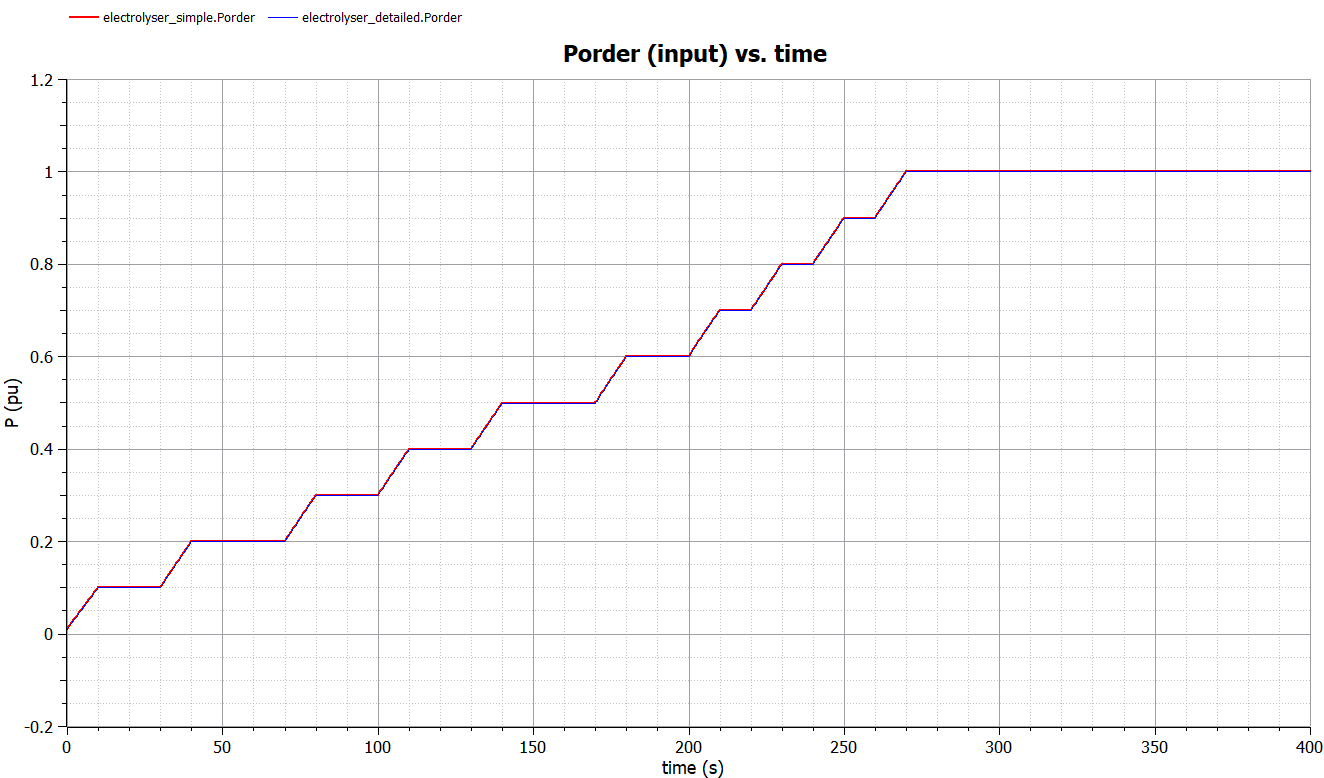 electrolyser_simple.Porder electrolyser_detailed.Porder
Porder (input) vs. time
1.2
1
0.8
0.6
0.4
0.2
0
-0.2
P (pu)
0 50 100 150 200 250 300 350 400
time (s)